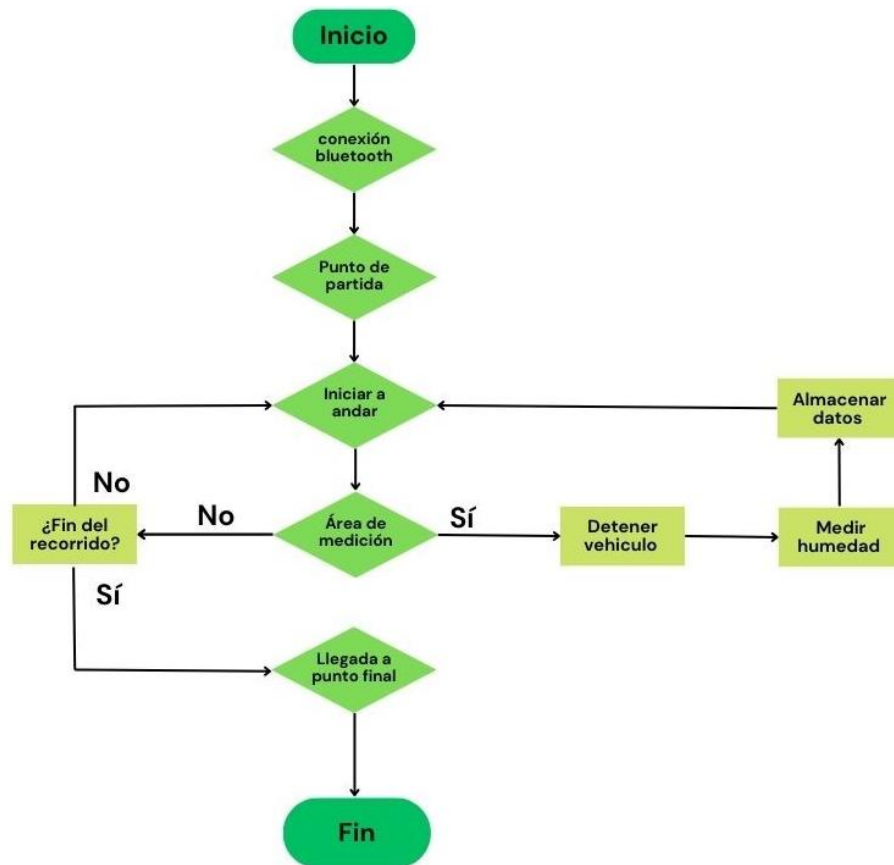 Inicio
conexión
bluetooth
Punto de
partida
Iniciar a
andar
Almacenar
datos
No
¿Fin del
recorrido?
No
Área de
medición
Sí
Detener
vehiculo
Medir
humedad
Sí
Llegada a
punto final
Fin